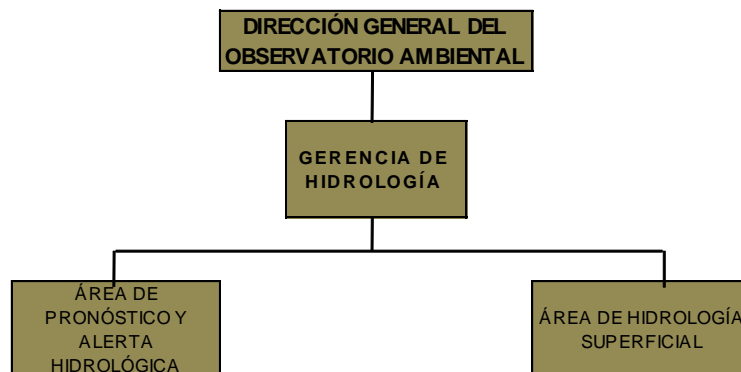 DIRECCIÓN GENERAL DEL
OBSERVATORIO AMBIENTAL
GERENCIA DE
HIDROLOGÍA
ÁREA DE
PRONÓSTICO Y
ALERTA
HIDROLÓGICA
ÁREA DE HIDROLOGÍA
SUPERFICIAL